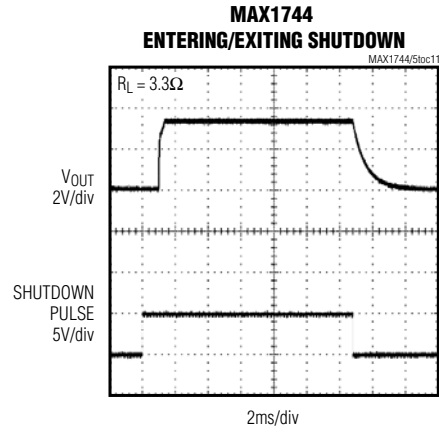 MAX1744
ENTERING/EXITING SHUTDOWN
MAX1744/5toc11
RL = 3.3Ω
VOUT
2V/div
SHUTDOWN
PULSE
5V/div
2ms/div